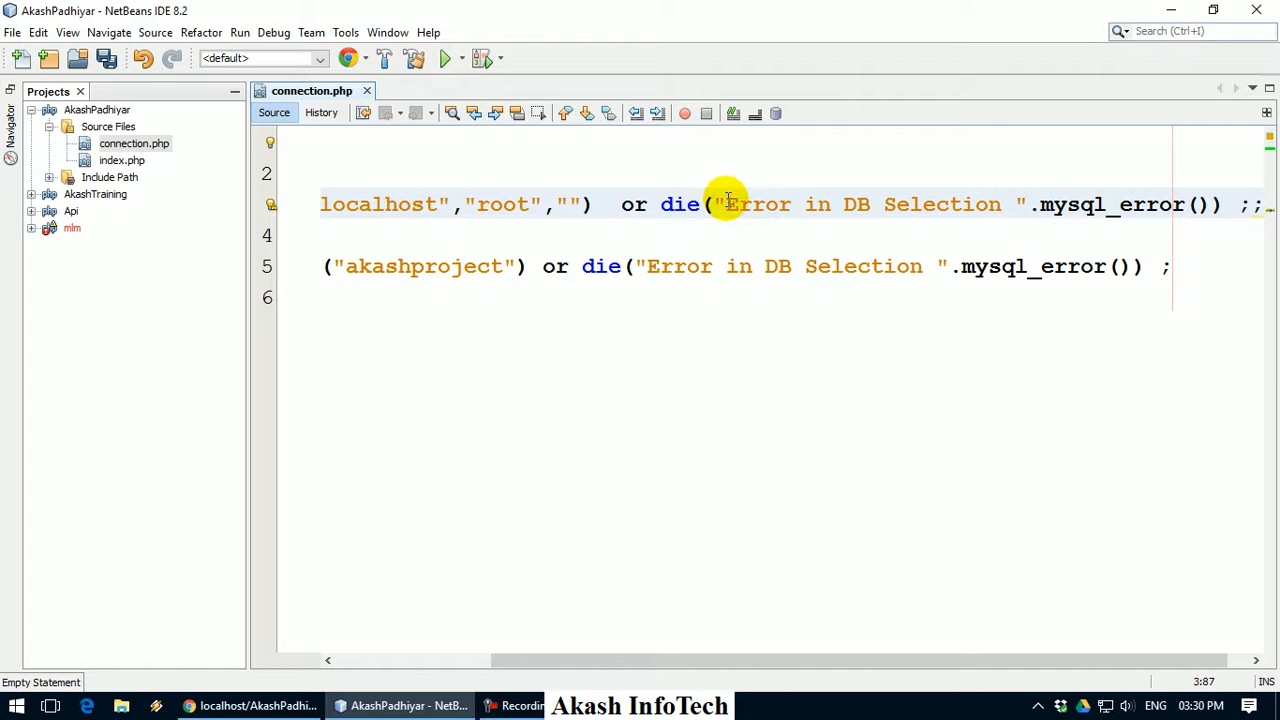 AkashPadhiyar - NetBeans IDE 8.2
File Edit View Navigate Source Refactor Run Debug Team Tools Window Help
Search (Ctrl+I)
<default>
Projects
connection.php
Navigator
AkashPadhiyar
Source Files
connection.php
index.php
Include Path
AkashTraining
Api
mlm
Source History
2
localhost","root","") or die("Error in DB Selection ".mysql_error()) ;;
4
5 ("akashproject") or die("Error in DB Selection ".mysql_error()) ;
6
Empty Statement
3:87 INS
localhost/AkashPadhi...
AkashPadhiyar - NetB...
Recordin
Akash InfoTech
ENG 03:30 PM